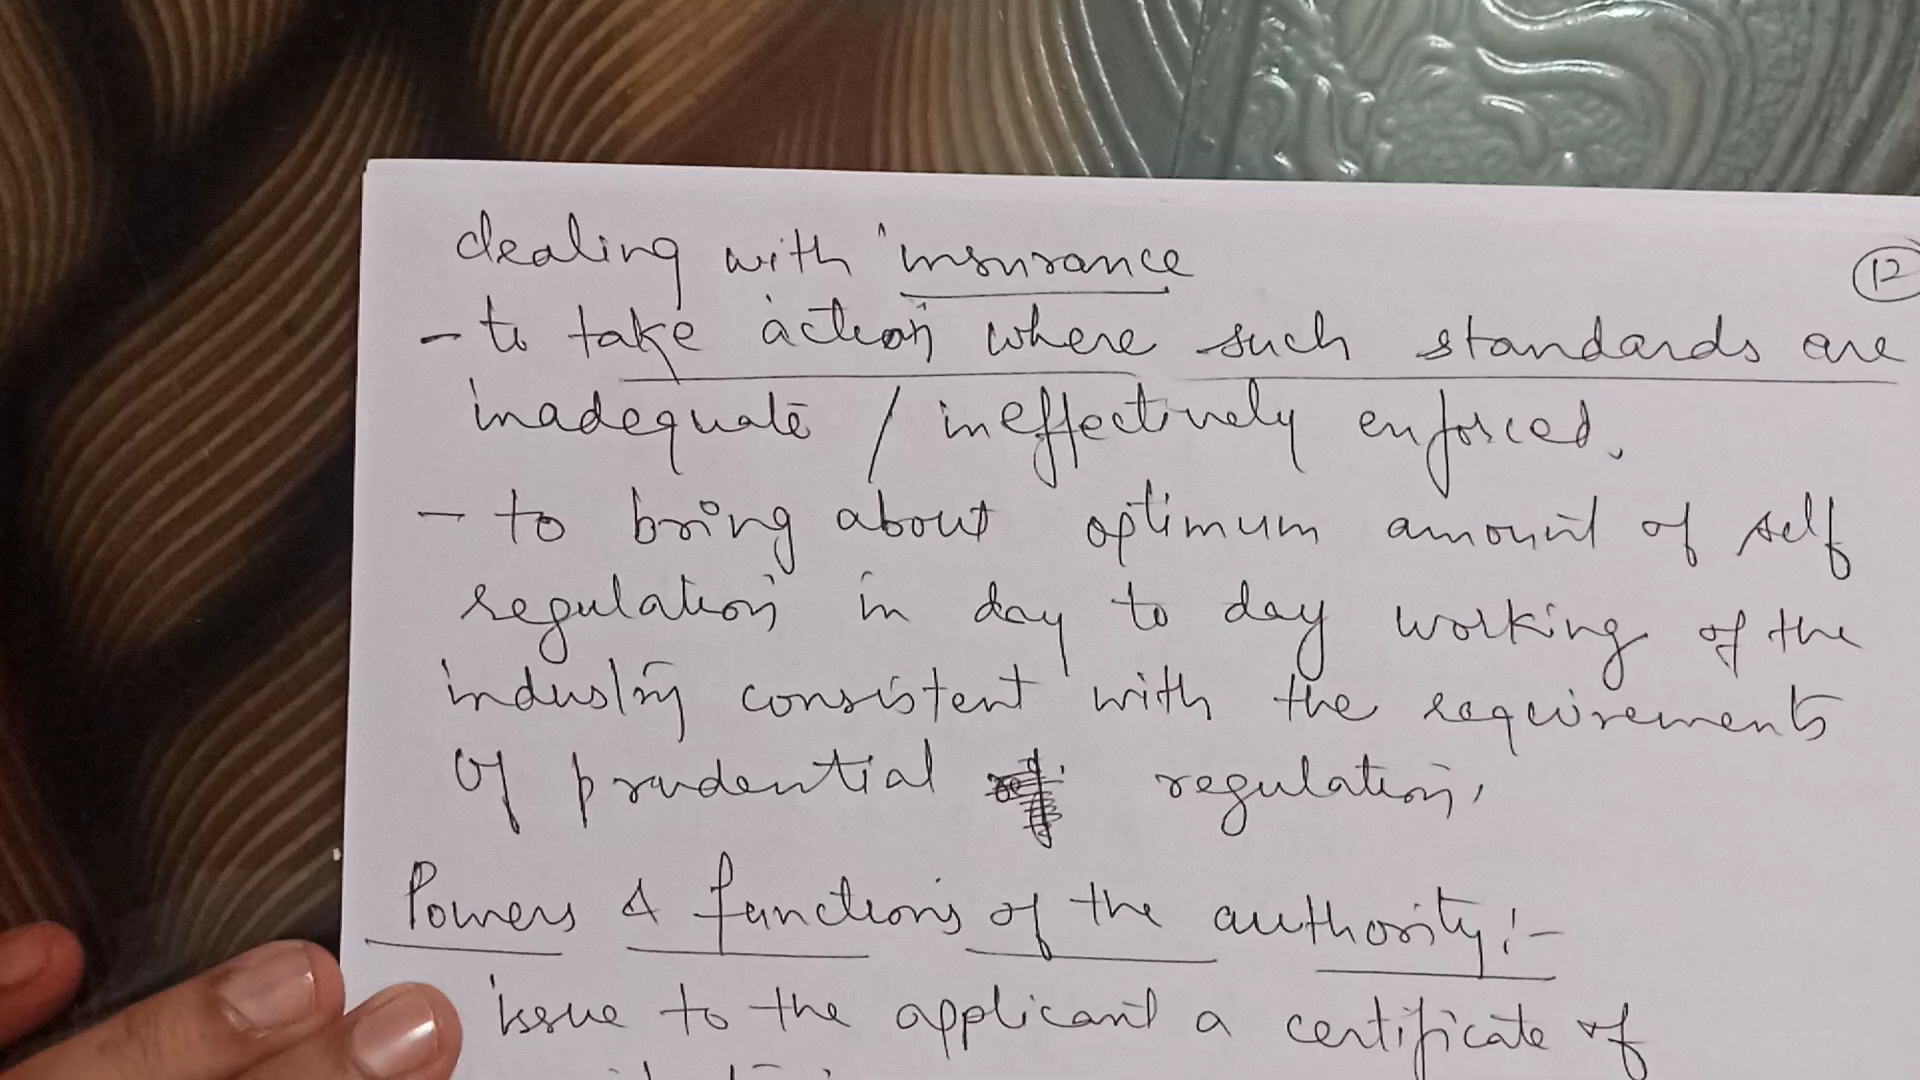 dealing with insurance
12
- to take action where such standards are
inadequate / ineffectively enforced.
- to bring about optimum amount of self
regulation in day to day working of the
industry consistent with the requirements
of prudential regulation.
Powers & functions of the authority:-
issue to the applicant a certificate of